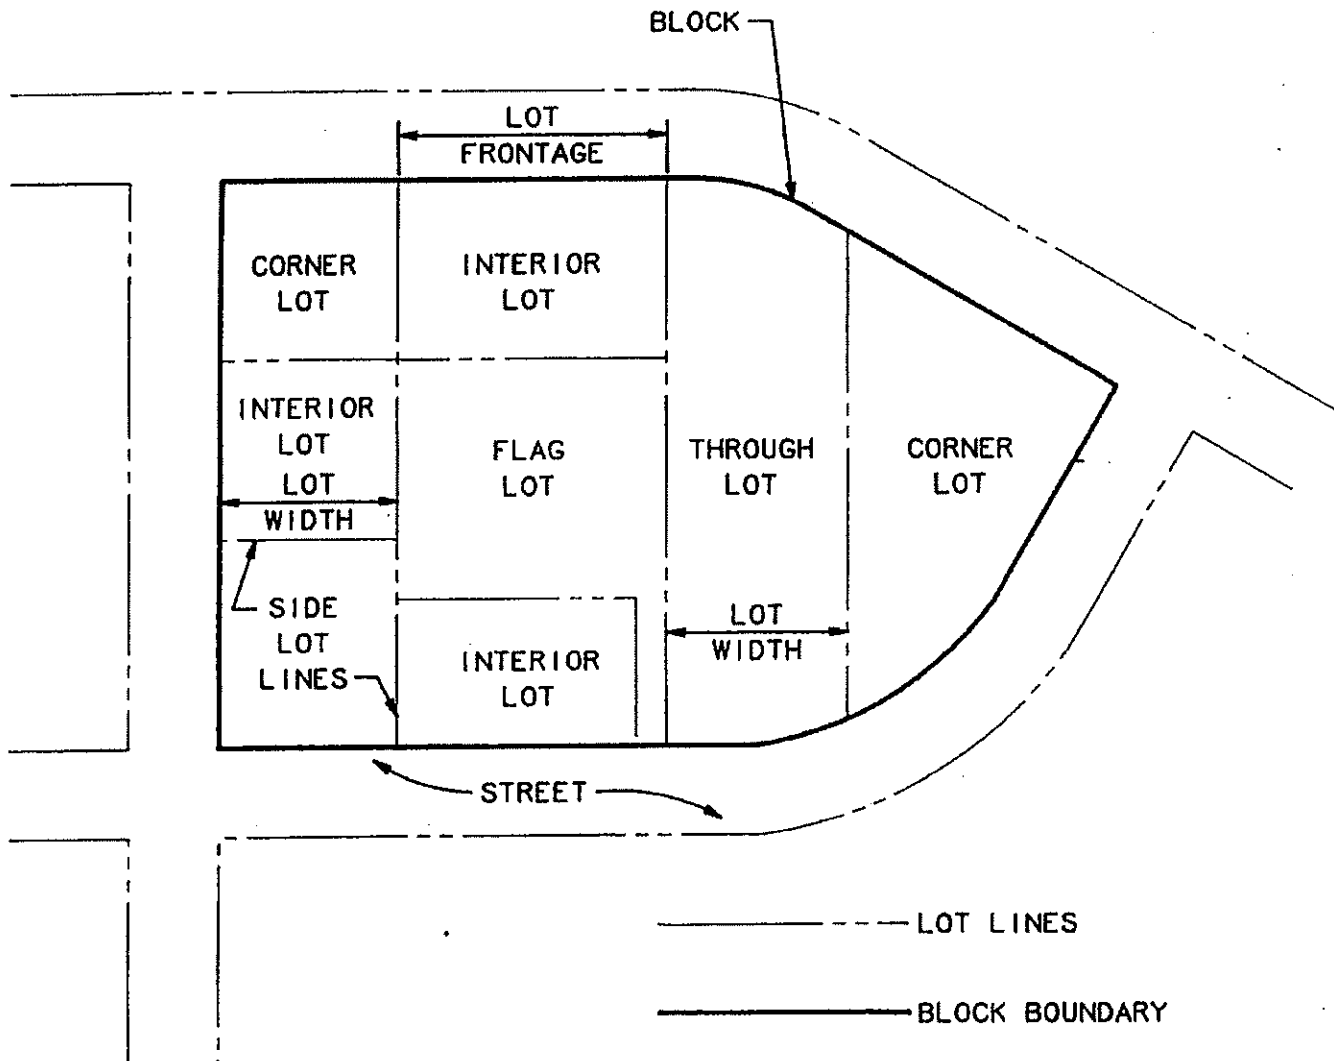 BLOCK
LOT
FRONTAGE
CORNER
LOT
INTERIOR
LOT
INTERIOR
LOT
LOT
WIDTH
FLAG
LOT
THROUGH
LOT
CORNER
LOT
SIDE
LOT
LINES
INTERIOR
LOT
LOT
WIDTH
STREET
LOT LINES
BLOCK BOUNDARY